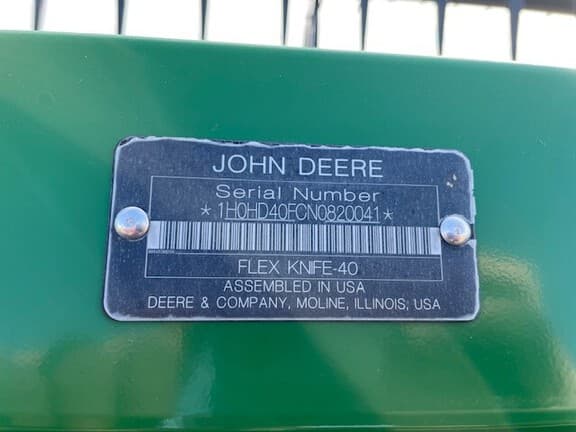 JOHN DEERE
Serial Number
*1H0HD40FCN0820041*
FLEX KNIFE-40
ASSEMBLED IN USA
DEERE & COMPANY, MOLINE, ILLINOIS, USA